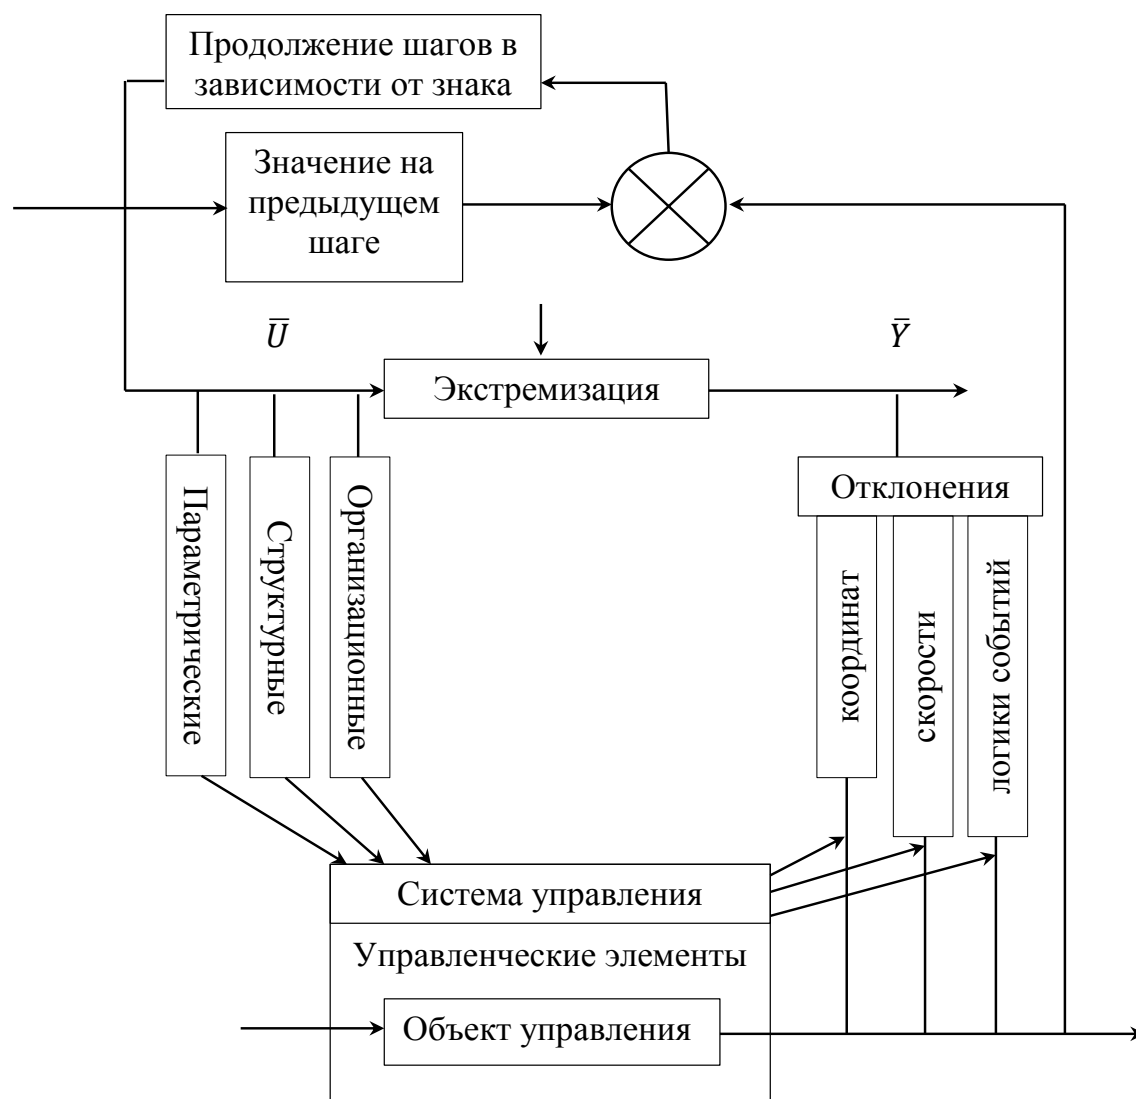 Продолжение шагов в
зависимости от знака
Значение на
предыдущем
шаге
U̅
Y̅
Экстремизация
Параметрические
Структурные
Организационные
Отклонения
координат
скорости
логики событий
Система управления
Управленческие элементы
Объект управления